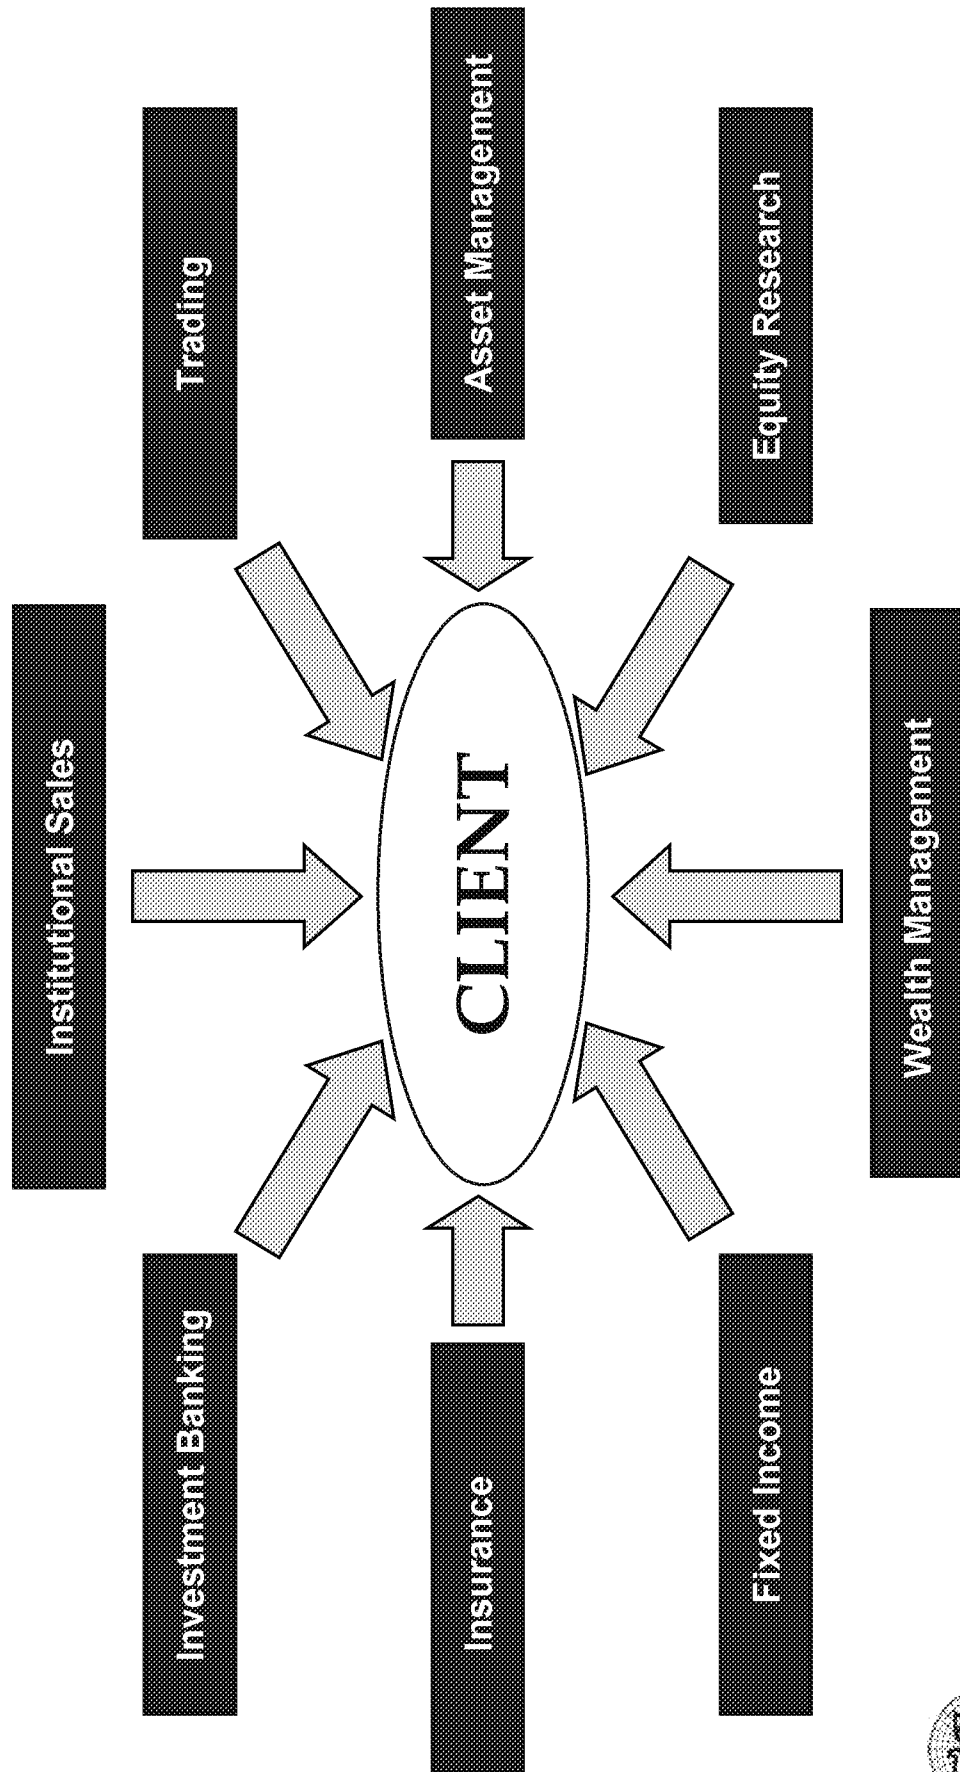 Institutional Sales
Investment Banking
Trading
Insurance
CLIENT
Asset Management
Fixed Income
Equity Research
Wealth Management